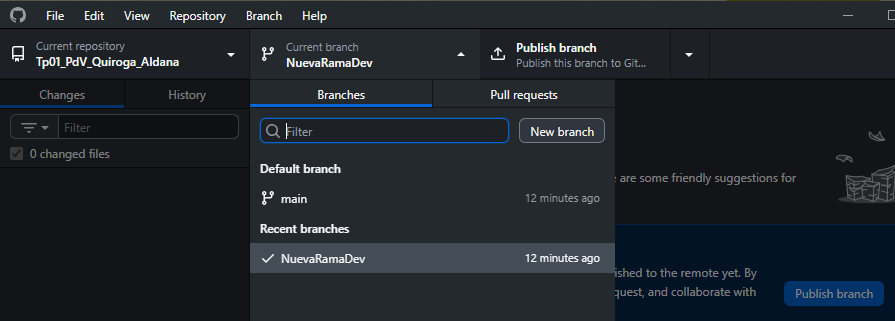 File Edit View Repository Branch Help
Current repository
Tp01_PdV_Quiroga_Aldana
Current branch
NuevaRamaDev
Publish branch
Publish this branch to Git...
Changes
History
Filter
0 changed files
Branches
Pull requests
Filter
New branch
Default branch
main
12 minutes ago
Recent branches
NuevaRamaDev
12 minutes ago
e are some friendly suggestions for
ished to the remote yet. By
quest, and collaborate with
Publish branch